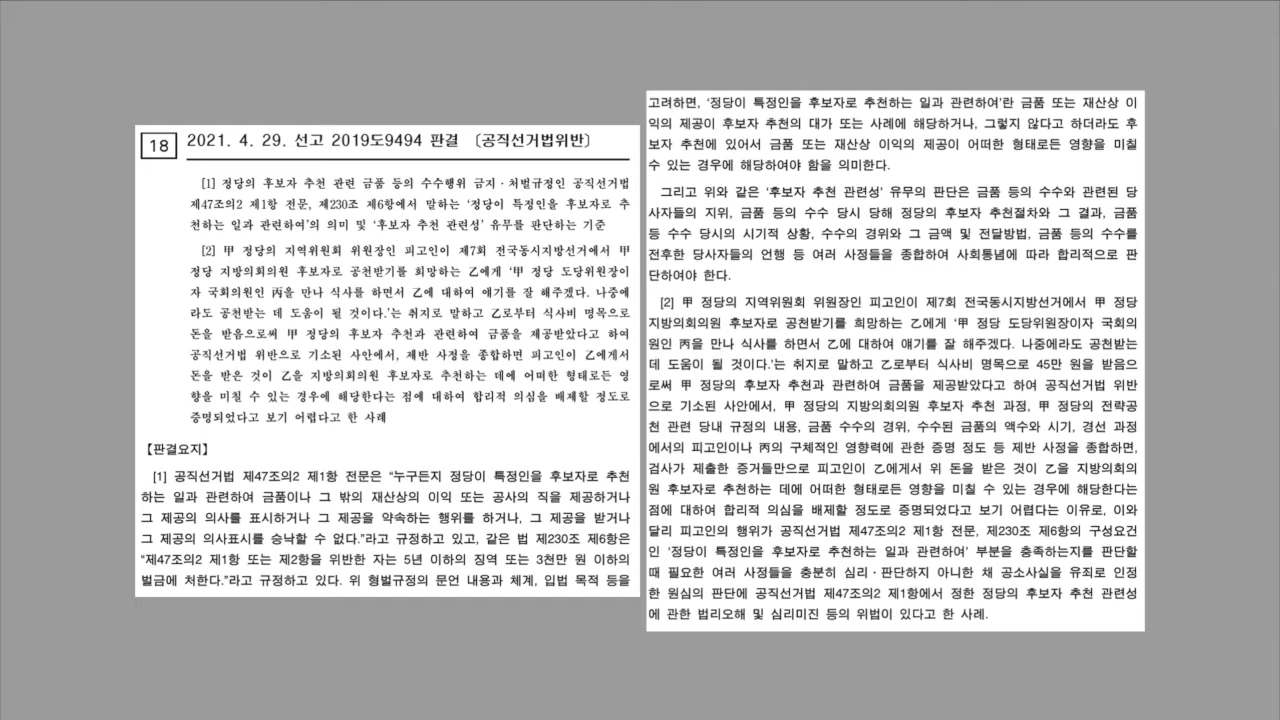 18
2021. 4. 29. 선고 2019도9494 판결 〔공직선거법위반〕
[1] 정당의 후보자 추천 관련 금품 등의 수수행위 금지·처벌규정인 공직선거법
제47조의2 제1항 전문, 제230조 제6항에서 말하는 ‘정당이 특정인을 후보자로 추
천하는 일과 관련하여’의 의미 및 ‘후보자 추천 관련성’ 유무를 판단하는 기준
[2] 甲 정당의 지역위원회 위원장인 피고인이 제7회 전국동시지방선거에서 甲
정당 지방의회의원 후보자로 공천받기를 희망하는 乙에게 ‘甲 정당 도당위원장이
자 국회의원인 丙을 만나 식사를 하면서 乙에 대하여 얘기를 잘 해주겠다. 나중에
라도 공천받는 데 도움이 될 것이다.’는 취지로 말하고 乙로부터 식사비 명목으로
돈을 받음으로써 甲 정당의 후보자 추천과 관련하여 금품을 제공받았다고 하여
공직선거법 위반으로 기소된 사안에서, 제반 사정을 종합하면 피고인이 乙에게서
돈을 받은 것이 乙을 지방의회의원 후보자로 추천하는 데에 어떠한 형태로든 영
향을 미칠 수 있는 경우에 해당한다는 점에 대하여 합리적 의심을 배제할 정도로
증명되었다고 보기 어렵다고 한 사례
【판결요지】
[1] 공직선거법 제47조의2 제1항 전문은 “누구든지 정당이 특정인을 후보자로 추천
하는 일과 관련하여 금품이나 그 밖의 재산상의 이익 또는 공사의 직을 제공하거나
그 제공의 의사를 표시하거나 그 제공을 약속하는 행위를 하거나, 그 제공을 받거나
그 제공의 의사표시를 승낙할 수 없다.”라고 규정하고 있고, 같은 법 제230조 제6항은
“제47조의2 제1항 또는 제2항을 위반한 자는 5년 이하의 징역 또는 3천만 원 이하의
벌금에 처한다.”라고 규정하고 있다. 위 형벌규정의 문언 내용과 체계, 입법 목적 등을
고려하면, ‘정당이 특정인을 후보자로 추천하는 일과 관련하여’란 금품 또는 재산상 이
익의 제공이 후보자 추천의 대가 또는 사례에 해당하거나, 그렇지 않다고 하더라도 후
보자 추천에 있어서 금품 또는 재산상 이익의 제공이 어떠한 형태로든 영향을 미칠
수 있는 경우에 해당하여야 함을 의미한다.
그리고 위와 같은 ‘후보자 추천 관련성’ 유무의 판단은 금품 등의 수수와 관련된 당
사자들의 지위, 금품 등의 수수 당시 당해 정당의 후보자 추천절차와 그 결과, 금품
등 수수 당시의 시기적 상황, 수수의 경위와 그 금액 및 전달방법, 금품 등의 수수를
전후한 당사자들의 언행 등 여러 사정들을 종합하여 사회통념에 따라 합리적으로 판
단하여야 한다.
[2] 甲 정당의 지역위원회 위원장인 피고인이 제7회 전국동시지방선거에서 甲 정당
지방의회의원 후보자로 공천받기를 희망하는 乙에게 ‘甲 정당 도당위원장이자 국회의
원인 丙을 만나 식사를 하면서 乙에 대하여 얘기를 잘 해주겠다. 나중에라도 공천받는
데 도움이 될 것이다.’는 취지로 말하고 乙로부터 식사비 명목으로 45만 원을 받음으
로써 甲 정당의 후보자 추천과 관련하여 금품을 제공받았다고 하여 공직선거법 위반
으로 기소된 사안에서, 甲 정당의 지방의회의원 후보자 추천 과정, 甲 정당의 전략공
천 관련 당내 규정의 내용, 금품 수수의 경위, 수수된 금품의 액수와 시기, 경선 과정
에서의 피고인이나 丙의 구체적인 영향력에 관한 증명 정도 등 제반 사정을 종합하면,
검사가 제출한 증거들만으로 피고인이 乙에게서 위 돈을 받은 것이 乙을 지방의회의
원 후보자로 추천하는 데에 어떠한 형태로든 영향을 미칠 수 있는 경우에 해당한다는
점에 대하여 합리적 의심을 배제할 정도로 증명되었다고 보기 어렵다는 이유로, 이와
달리 피고인의 행위가 공직선거법 제47조의2 제1항 전문, 제230조 제6항의 구성요건
인 ‘정당이 특정인을 후보자로 추천하는 일과 관련하여’ 부분을 충족하는지를 판단할
때 필요한 여러 사정들을 충분히 심리·판단하지 아니한 채 공소사실을 유죄로 인정
한 원심의 판단에 공직선거법 제47조의2 제1항에서 정한 정당의 후보자 추천 관련성
에 관한 법리오해 및 심리미진 등의 위법이 있다고 한 사례.